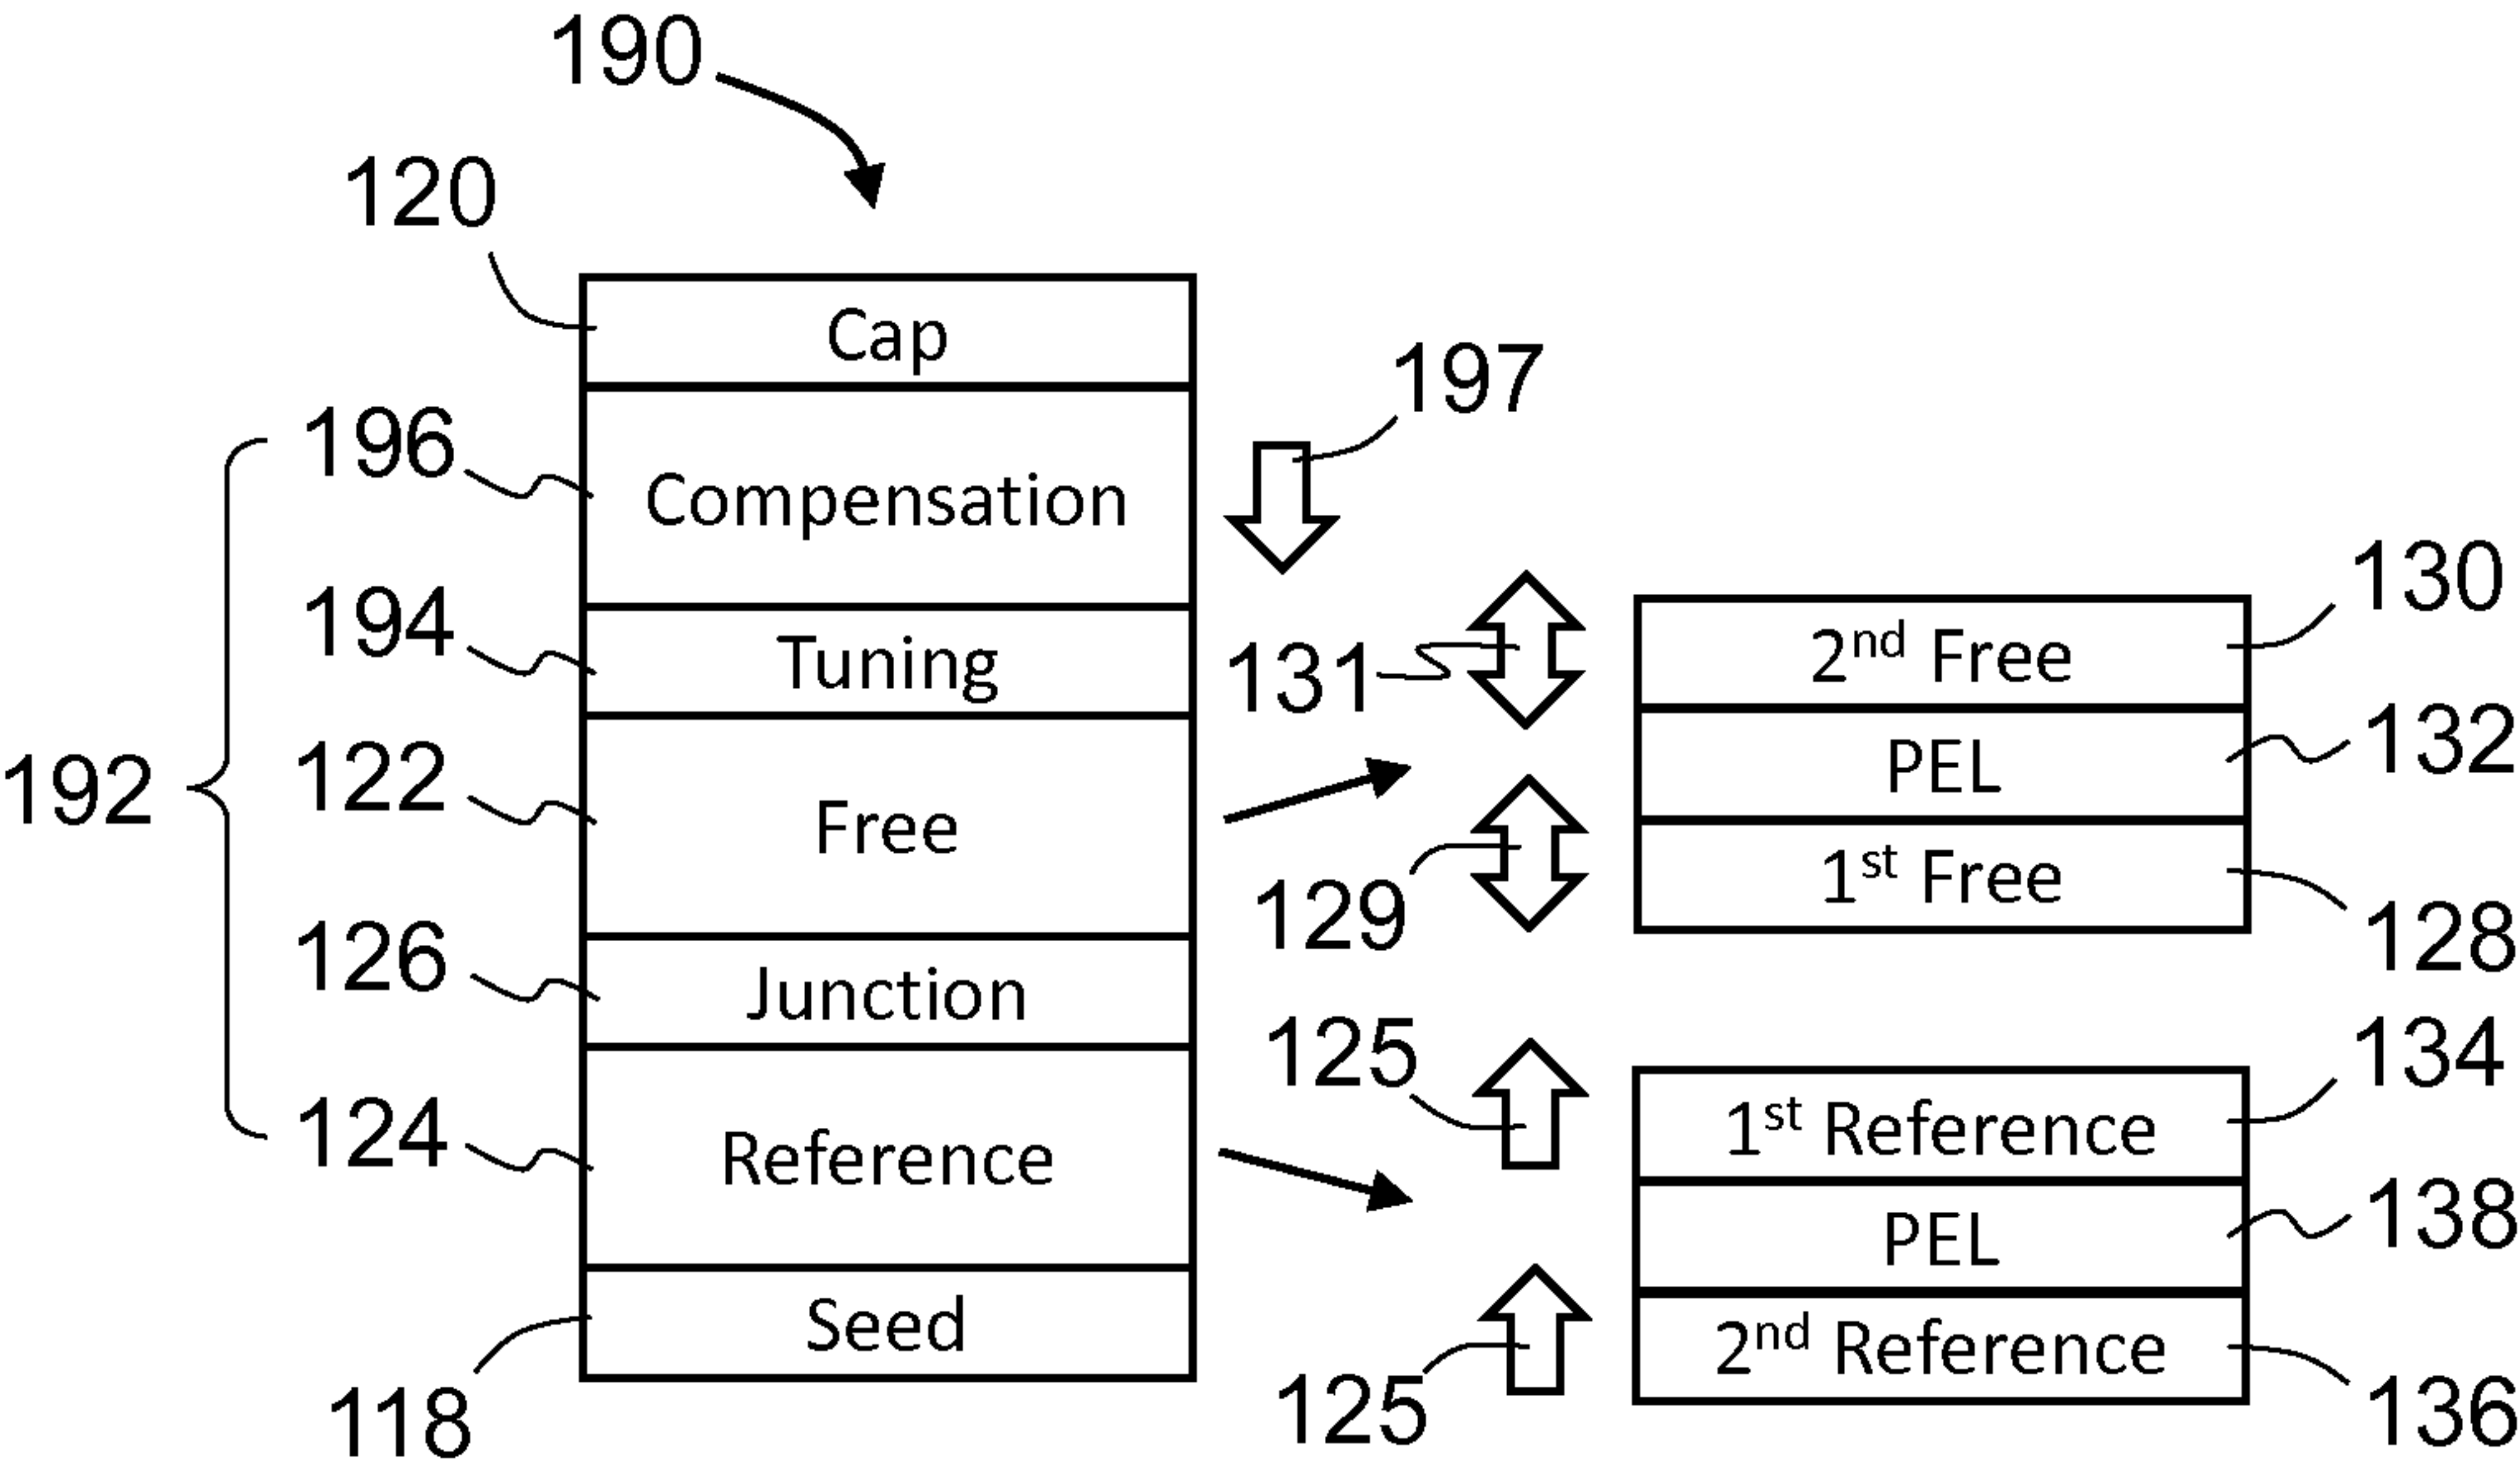 190
120
Cap
197
196
Compensation
130
194
Tuning
131
2nd Free
132
192
122
Free
PEL
129
1st Free
128
126
Junction
125
134
124
Reference
1st Reference
138
PEL
118
Seed
125
2nd Reference
136